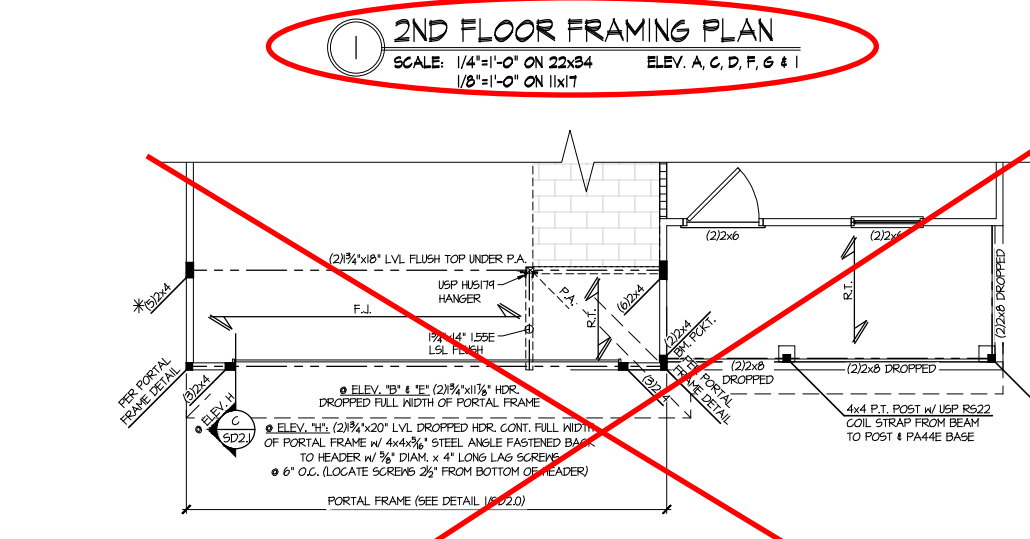 1
2ND FLOOR FRAMING PLAN
SCALE: 1/4"=1'-0" ON 22x34 ELEV. A, C, D, F, G & I
1/8"=1'-0" ON 11x17
(2)2x6
(2)2x6
(2)1¾"x18" LVL FLUSH TOP UNDER P.A.
USP HUS179
HANGER
P.A.
R.T.
(6)2x4
R.T.
(2)2x8 DROPPED
*(5)2x4
F.J.
1¾"x14" 1.55E
LSL FLUSH
(2)2x4
BM. PCKT.
PER PORTAL
FRAME DETAIL
PER PORTAL
FRAME DETAIL
(3)2x4
(3)2x4
(2)2x8
DROPPED
(2)2x8 DROPPED
@ ELEV. "B" & "E" (2)1¾"x11⅞" HDR.
DROPPED FULL WIDTH OF PORTAL FRAME
@ ELEV. H
C
SD2.1
@ ELEV. "H": (2)1¾"x20" LVL DROPPED HDR. CONT. FULL WIDTH
OF PORTAL FRAME W/ 4x4x5/16" STEEL ANGLE FASTENED BACK
TO HEADER W/ ⅝" DIAM. x 4" LONG LAG SCREWS
@ 6" O.C. (LOCATE SCREWS 2½" FROM BOTTOM OF HEADER)
4x4 P.T. POST W/ USP RS22
COIL STRAP FROM BEAM
TO POST & PA44E BASE
PORTAL FRAME (SEE DETAIL 1/SD2.0)